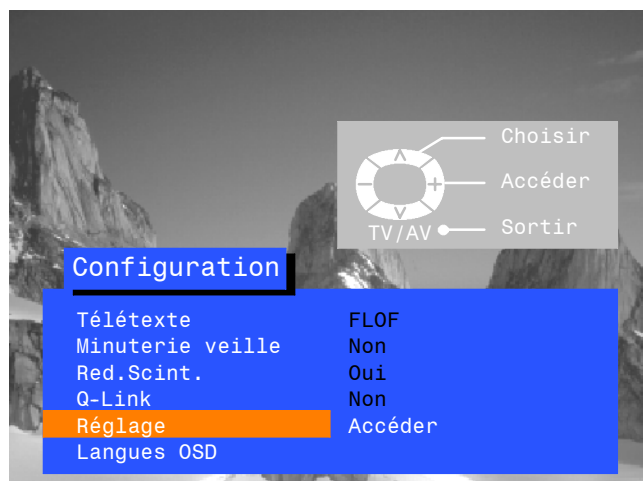 Choisir
Accéder
TV/AV Sortir
Configuration
Télétexte FLOF
Minuterie veille Non
Red.Scint. Oui
Q-Link Non
Réglage Accéder
Langues OSD